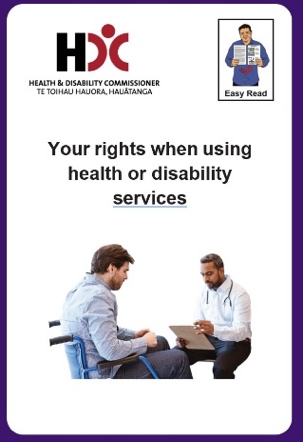 HDC
HEALTH & DISABILITY COMMISSIONER
TE TOIHAU HAUORA, HAUĀTANGA
Easy Read
Your rights when using
health or disability
services